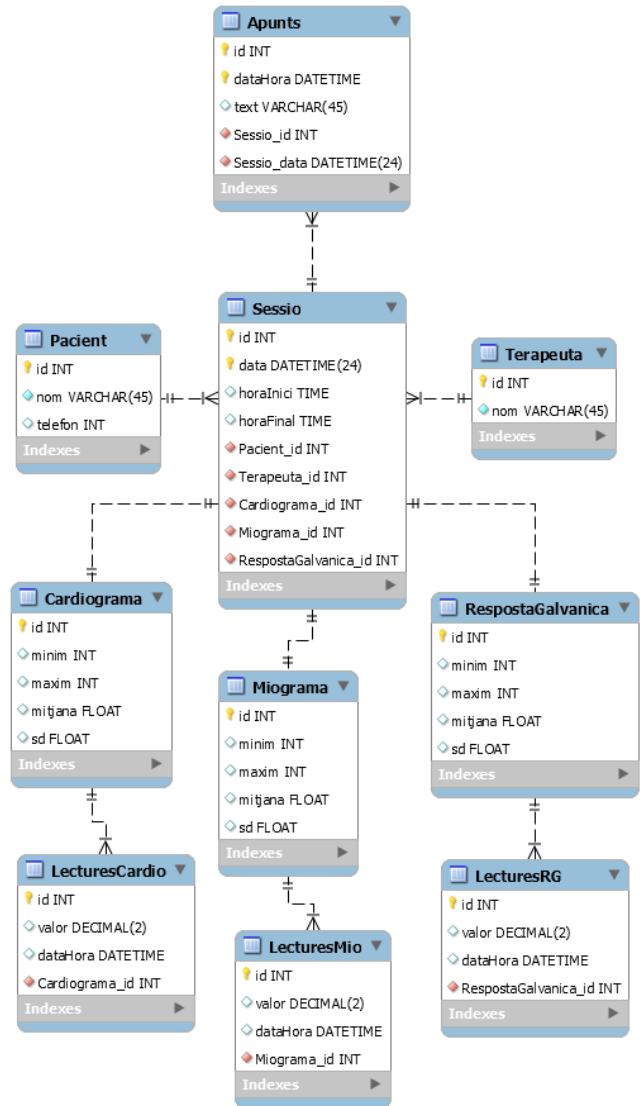 Apunts
id INT
dataHora DATETIME
text VARCHAR(45)
Sessio_id INT
Sessio_data DATETIME(24)
Indexes
Sessio
id INT
data DATETIME(24)
horaInici TIME
horaFinal TIME
Pacient_id INT
Terapeuta_id INT
Cardiograma_id INT
Miograma_id INT
RespostaGalvanica_id INT
Indexes
Pacient
id INT
nom VARCHAR(45)
telefon INT
Indexes
Terapeuta
id INT
nom VARCHAR(45)
Indexes
Cardiograma
id INT
minim INT
maxim INT
mitjana FLOAT
sd FLOAT
Indexes
Miograma
id INT
minim INT
maxim INT
mitjana FLOAT
sd FLOAT
Indexes
RespostaGalvanica
id INT
minim INT
maxim INT
mitjana FLOAT
sd FLOAT
Indexes
LecturesCardio
id INT
valor DECIMAL(2)
dataHora DATETIME
Cardiograma_id INT
Indexes
LecturesMio
id INT
valor DECIMAL(2)
dataHora DATETIME
Miograma_id INT
Indexes
LecturesRG
id INT
valor DECIMAL(2)
dataHora DATETIME
RespostaGalvanica_id INT
Indexes